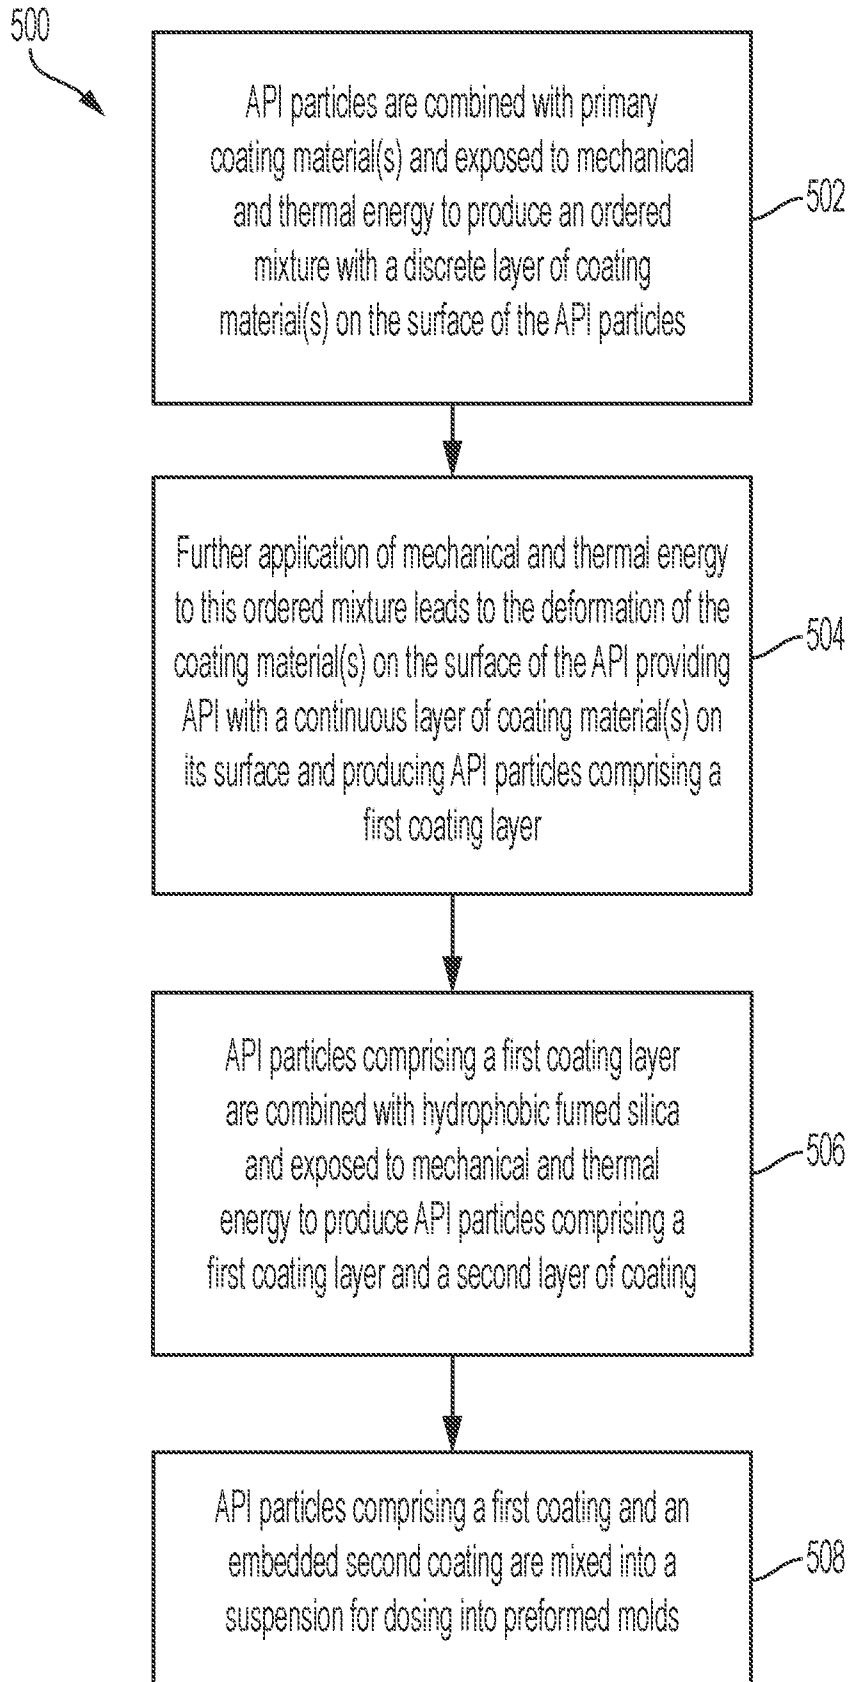 500
API particles are combined with primary
coating material(s) and exposed to mechanical
and thermal energy to produce an ordered
mixture with a discrete layer of coating
material(s) on the surface of the API particles
502
Further application of mechanical and thermal energy
to this ordered mixture leads to the deformation of the
coating material(s) on the surface of the API providing
API with a continuous layer of coating material(s) on
its surface and producing API particles comprising a
first coating layer
504
API particles comprising a first coating layer
are combined with hydrophobic fumed silica
and exposed to mechanical and thermal
energy to produce API particles comprising a
first coating layer and a second layer of coating
506
API particles comprising a first coating and an
embedded second coating are mixed into a
suspension for dosing into preformed molds
508